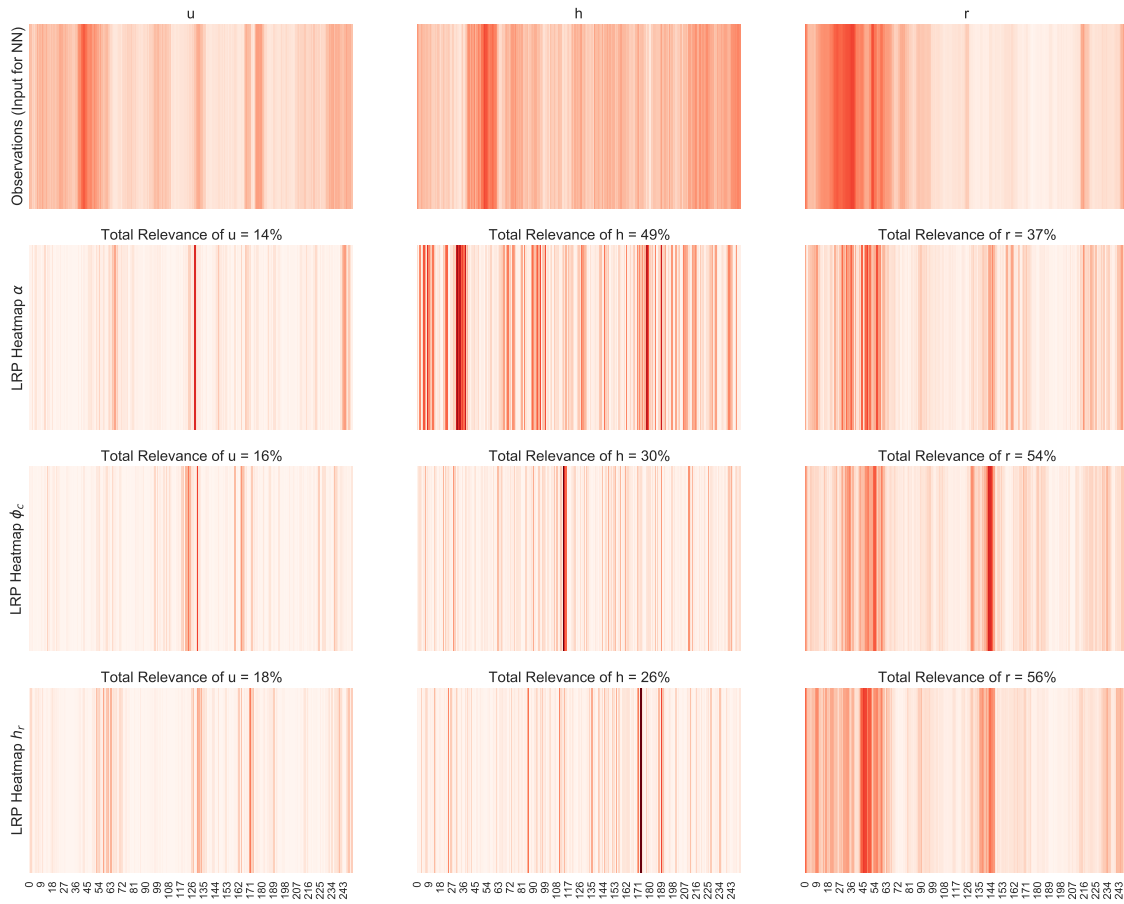 u h r
Observations (Input for NN)
Total Relevance of u = 14% Total Relevance of h = 49% Total Relevance of r = 37%
LRP Heatmap α
Total Relevance of u = 16% Total Relevance of h = 30% Total Relevance of r = 54%
LRP Heatmap ϕc
Total Relevance of u = 18% Total Relevance of h = 26% Total Relevance of r = 56%
LRP Heatmap hr
0 9 18 27 36 45 54 63 72 81 90 99 108 117 126 135 144 153 162 171 180 189 198 207 216 225 234 243 0 9 18 27 36 45 54 63 72 81 90 99 108 117 126 135 144 153 162 171 180 189 198 207 216 225 234 243 0 9 18 27 36 45 54 63 72 81 90 99 108 117 126 135 144 153 162 171 180 189 198 207 216 225 234 243